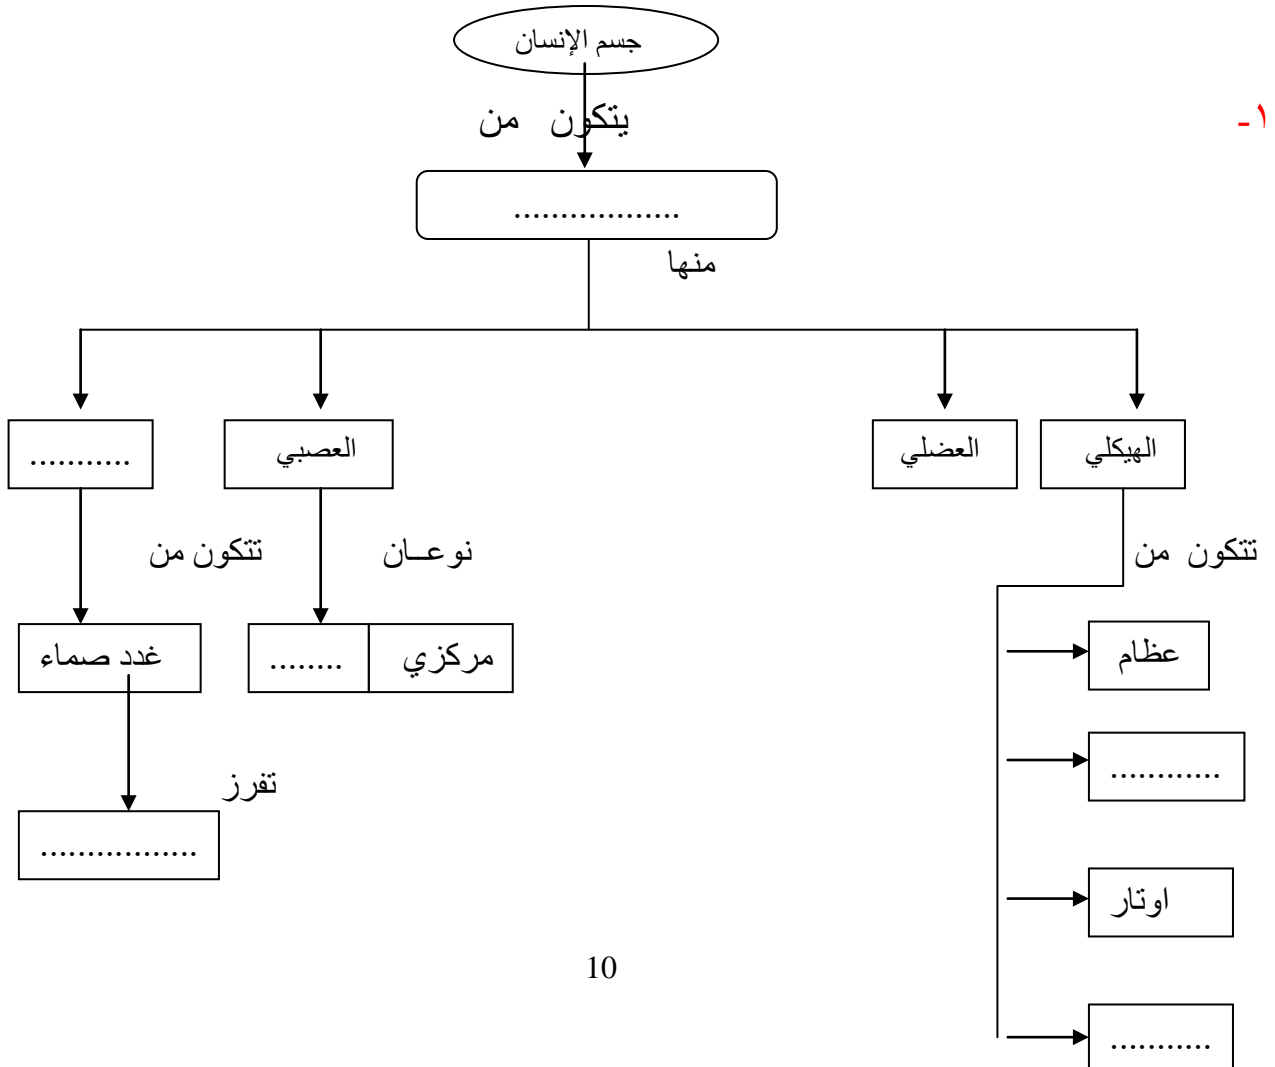 جسم الإنسان
١-
يتكون من
..................
منها
الهيكلي
العضلي
العصبي
...........
تتكون من
نوعــان
تتكون من
عظام
مركزي
........
غدد صماء
............
تفرز
.................
اوتار
10
...........